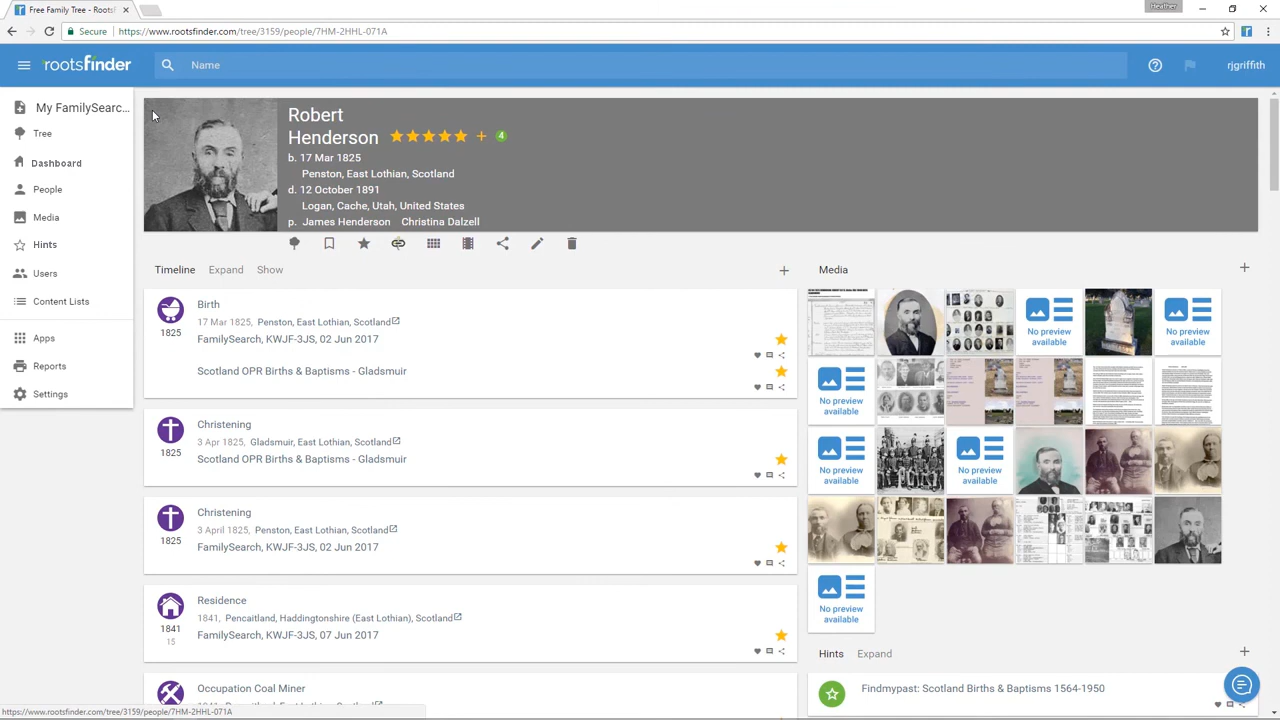 Free Family Tree - RootsF
Heather
Secure
https://www.rootsfinder.com/tree/3159/people/7HM-2HHL-071A
rootsfinder
Name
rjgriffith
My FamilySearc...
Tree
Dashboard
People
Media
Hints
Users
Content Lists
Apps
Reports
Settings
Robert
Henderson
4
b. 17 Mar 1825
Penston, East Lothian, Scotland
d. 12 October 1891
Logan, Cache, Utah, United States
p. James Henderson Christina Dalzell
Timeline Expand Show
Birth
1825
17 Mar 1825, Penston, East Lothian, Scotland
FamilySearch, KWJF-3JS, 02 Jun 2017
Scotland OPR Births & Baptisms - Gladsmuir
Christening
1825
3 Apr 1825, Gladsmuir, East Lothian, Scotland
Scotland OPR Births & Baptisms - Gladsmuir
Christening
1825
3 April 1825, Penston, East Lothian, Scotland
FamilySearch, KWJF-3JS, 02 Jun 2017
Residence
1841
15
1841, Pencaitland, Haddingtonshire (East Lothian), Scotland
FamilySearch, KWJF-3JS, 07 Jun 2017
Occupation Coal Miner
Media
No preview
available
No preview
available
No preview
available
No preview
available
No preview
available
No preview
available
Hints Expand
Findmypast: Scotland Births & Baptisms 1564-1950
https://www.rootsfinder.com/tree/3159/people/7HM-2HHL-071A